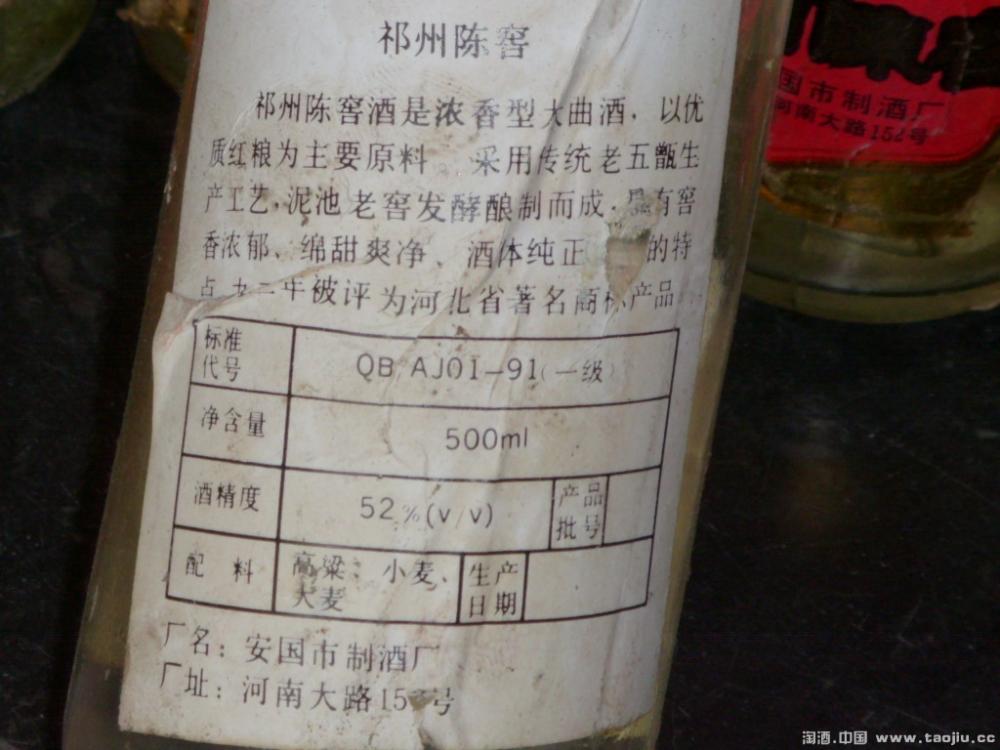 祁州陈窖
祁州陈窖酒是浓香型大曲酒，以优
质红粮为主要原料 采用传统老五甑生
产工艺，泥池老窖发酵酿制而成．具有窖
香浓郁、绵甜爽净、酒体纯正 的特
点 九二年被评为河北省著名商标产品
标准
代号
QB AJ01-91(一级)
净含量
500ml
酒精度
52%(v/v)
产品
批号
配 料
高粱：小麦、
大麦
生产
日期
厂名：安国市制酒厂
厂址：河南大路15 号
国市制酒厂
河南大路152号
淘酒.中国 www.taojiu.cc